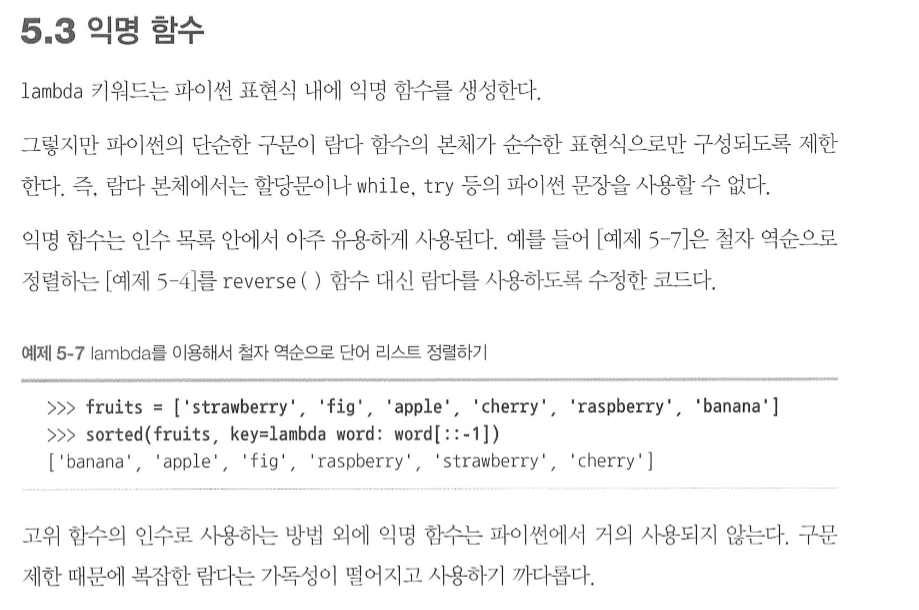 5.3 익명 함수
lambda 키워드는 파이썬 표현식 내에 익명 함수를 생성한다.
그렇지만 파이썬의 단순한 구문이 람다 함수의 본체가 순수한 표현식으로만 구성되도록 제한
한다. 즉, 람다 본체에서는 할당문이나 while, try 등의 파이썬 문장을 사용할 수 없다.
익명 함수는 인수 목록 안에서 아주 유용하게 사용된다. 예를 들어 [예제 5-7]은 철자 역순으로
정렬하는 [예제 5-4]를 reverse() 함수 대신 람다를 사용하도록 수정한 코드다.
예제 5-7 lambda를 이용해서 철자 역순으로 단어 리스트 정렬하기
>>> fruits = ['strawberry', 'fig', 'apple', 'cherry', 'raspberry', 'banana']
>>> sorted(fruits, key=lambda word: word[::-1])
['banana', 'apple', 'fig', 'raspberry', 'strawberry', 'cherry']
고위 함수의 인수로 사용하는 방법 외에 익명 함수는 파이썬에서 거의 사용되지 않는다. 구문
제한 때문에 복잡한 람다는 가독성이 떨어지고 사용하기 까다롭다.